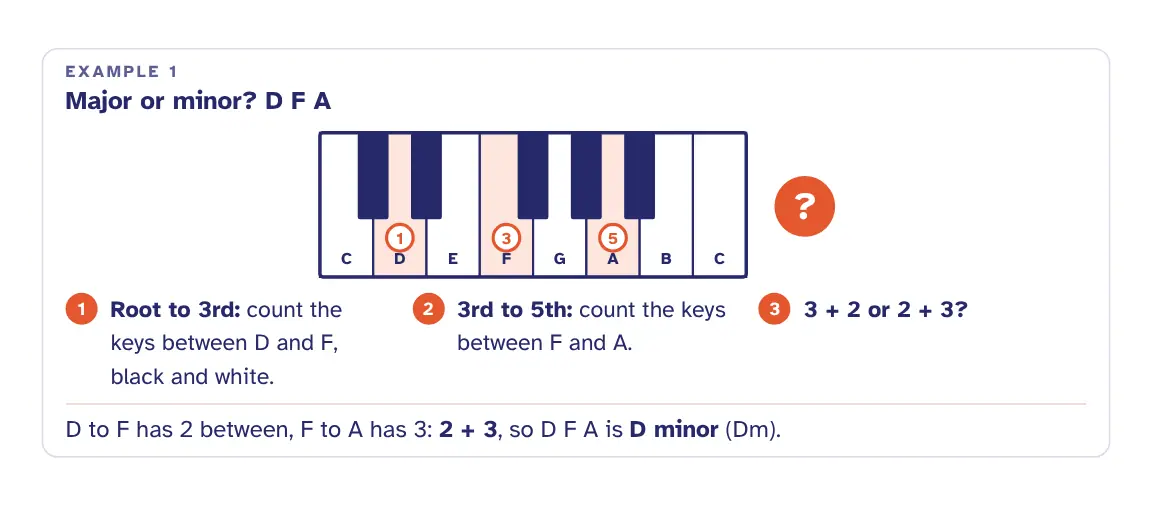 EXAMPLE 1
Major or minor? D F A
1 3 5
C D E F G A B C
?
1 Root to 3rd: count the
keys between D and F,
black and white.
2 3rd to 5th: count the keys
between F and A.
3 3 + 2 or 2 + 3?
D to F has 2 between, F to A has 3: 2 + 3, so D F A is D minor (Dm).